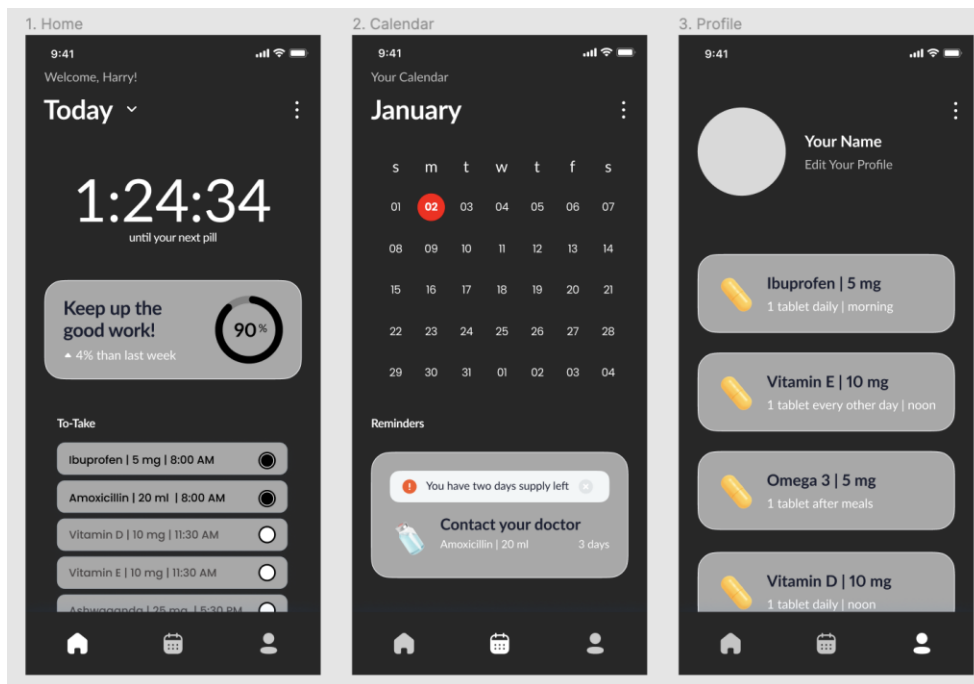 1. Home
9:41
Welcome, Harry!
Today
1:24:34
until your next pill
Keep up the
good work!
4% than last week
90%
To-Take
Ibuprofen | 5 mg | 8:00 AM
Amoxicillin | 20 ml | 8:00 AM
Vitamin D | 10 mg | 11:30 AM
Vitamin E | 10 mg | 11:30 AM
Ashwaganda | 25 mg | 5:30 PM
2. Calendar
9:41
Your Calendar
January
s m t w t f s
01 02 03 04 05 06 07
08 09 10 11 12 13 14
15 16 17 18 19 20 21
22 23 24 25 26 27 28
29 30 31 01 02 03 04
Reminders
You have two days supply left
Contact your doctor
Amoxicillin | 20 ml 3 days
3. Profile
9:41
Your Name
Edit Your Profile
Ibuprofen | 5 mg
1 tablet daily | morning
Vitamin E | 10 mg
1 tablet every other day | noon
Omega 3 | 5 mg
1 tablet after meals
Vitamin D | 10 mg
1 tablet daily | noon